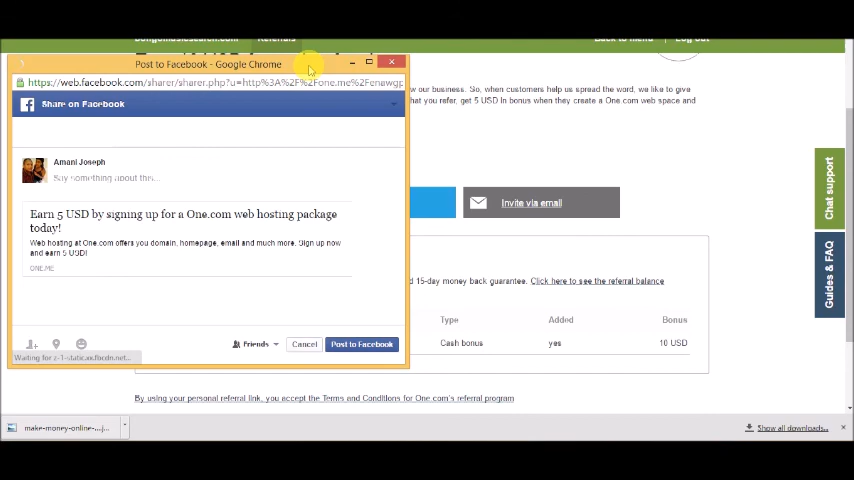 Referrals
Back to menu
Log out
Post to Facebook - Google Chrome
https://web.facebook.com/sharer/sharer.php?u=http%3A%2F%2Fone.me%2Fenawgp
w our business. So, when customers help us spread the word, we like to give
hat you refer, get 5 USD in bonus when they create a One.com web space and
Share on Facebook
Amani Joseph
Say something about this...
Earn 5 USD by signing up for a One.com web hosting package
today!
Web hosting at One.com offers you domain, homepage, email and much more. Sign up now
and earn 5 USD!
ONE.ME
Friends
Cancel
Post to Facebook
Waiting for z-1-static.xx.fbcdn.net...
Invite via email
d 15-day money back guarantee. Click here to see the referral balance
Type Added Bonus
Cash bonus yes 10 USD
By using your personal referral link, you accept the Terms and Conditions for One.com's referral program
Chat support
Guides & FAQ
make-money-online-...j...
Show all downloads...